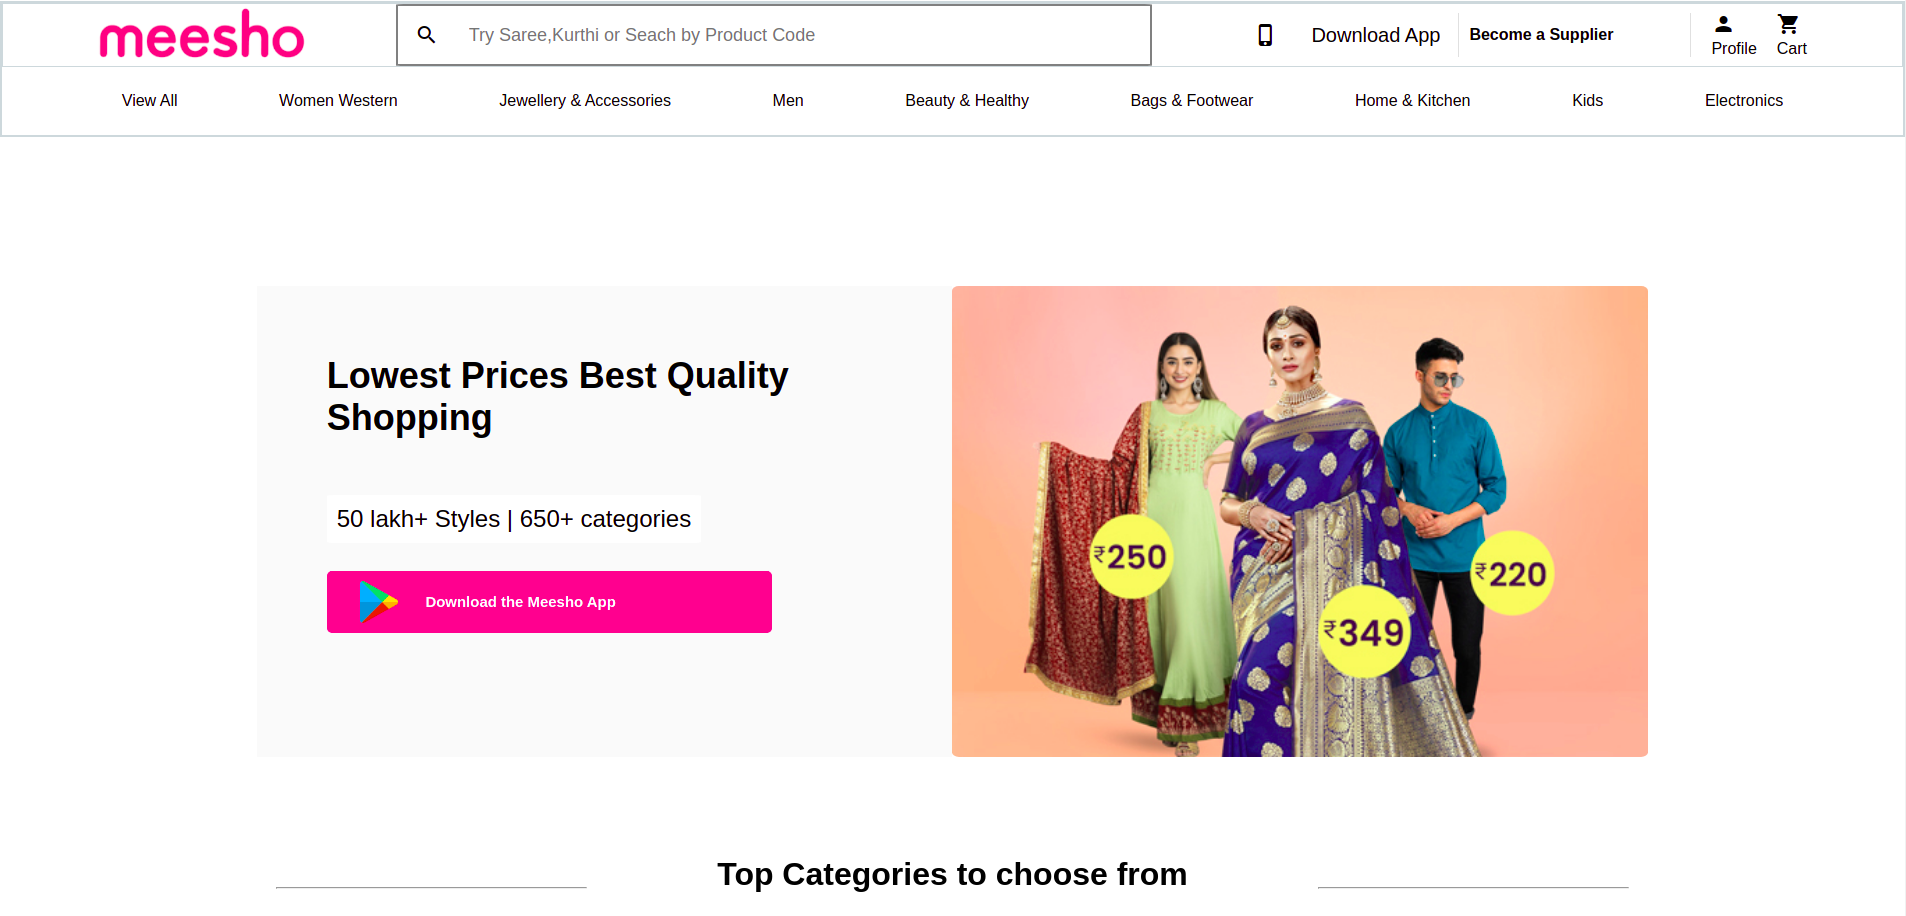 meesho
Try Saree,Kurthi or Seach by Product Code
Download App
Become a Supplier
Profile
Cart
View All
Women Western
Jewellery & Accessories
Men
Beauty & Healthy
Bags & Footwear
Home & Kitchen
Kids
Electronics
Lowest Prices Best Quality
Shopping
50 lakh+ Styles | 650+ categories
Download the Meesho App
₹250
₹349
₹220
Top Categories to choose from